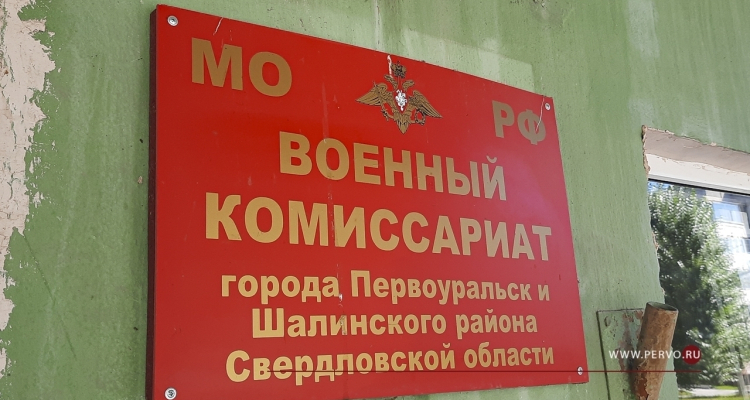 МО
РФ
ВОЕННЫЙ
КОМИССАРИАТ
города Первоуральск и
Шалинского района
Свердловской области
WWW.PERVO.RU